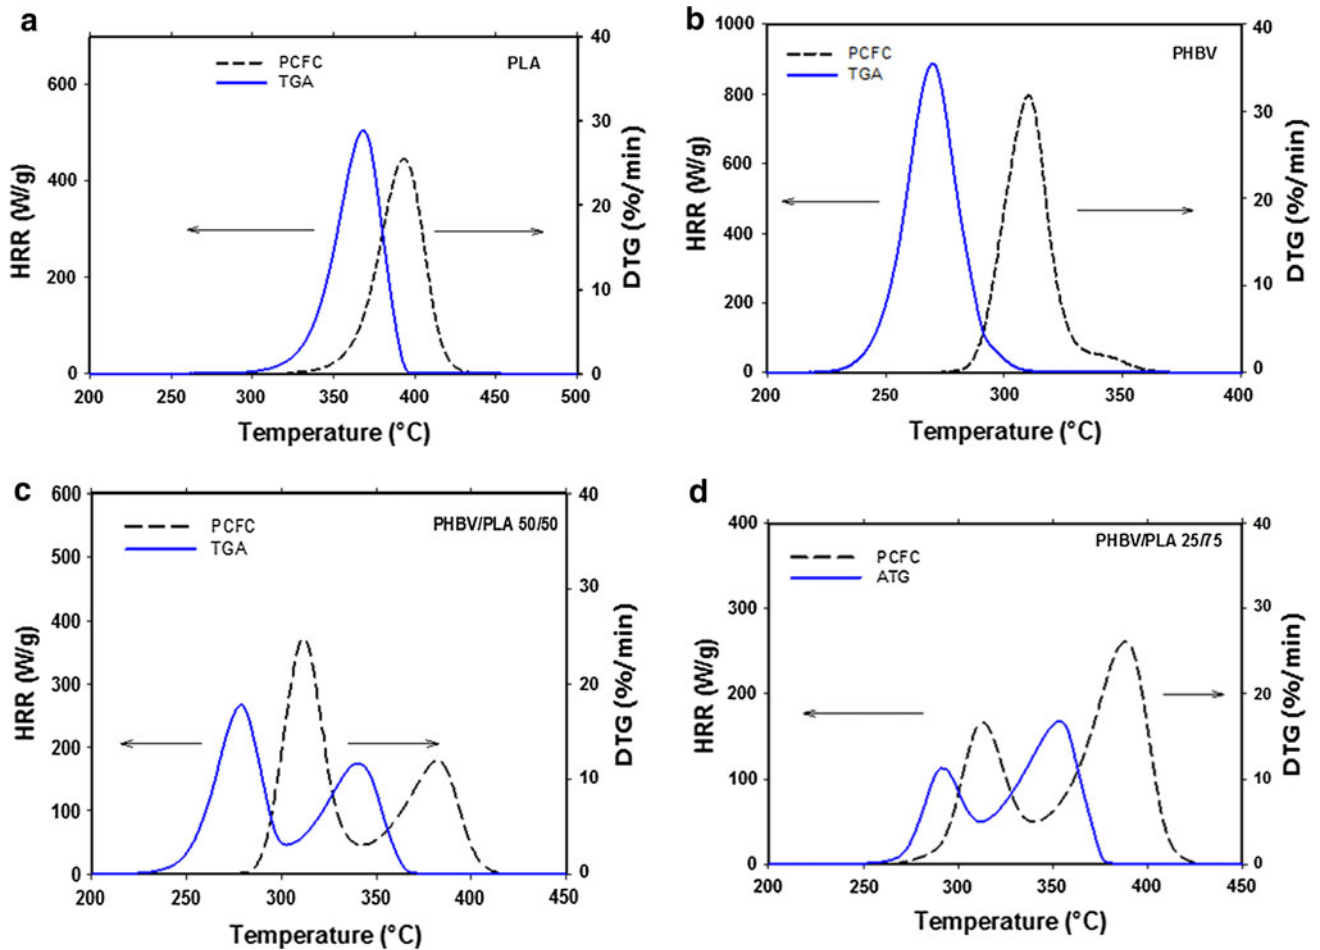 a
PLA
PCFC
TGA
HRR (W/g)
600
400
200
0
DTG (%/min)
40
30
20
10
0
200 250 300 350 400 450 500
Temperature (°C)
b
PHBV
PCFC
TGA
HRR (W/g)
1000
800
600
400
200
0
DTG (%/min)
40
30
20
10
0
200 250 300 350 400
Temperature (°C)
c
PHBV/PLA 50/50
PCFC
TGA
HRR (W/g)
600
500
400
300
200
100
0
DTG (%/min)
40
30
20
10
0
200 250 300 350 400 450
Temperature (°C)
d
PHBV/PLA 25/75
PCFC
ATG
HRR (W/g)
400
300
200
100
0
DTG (%/min)
40
30
20
10
0
200 250 300 350 400 450
Temperature (°C)